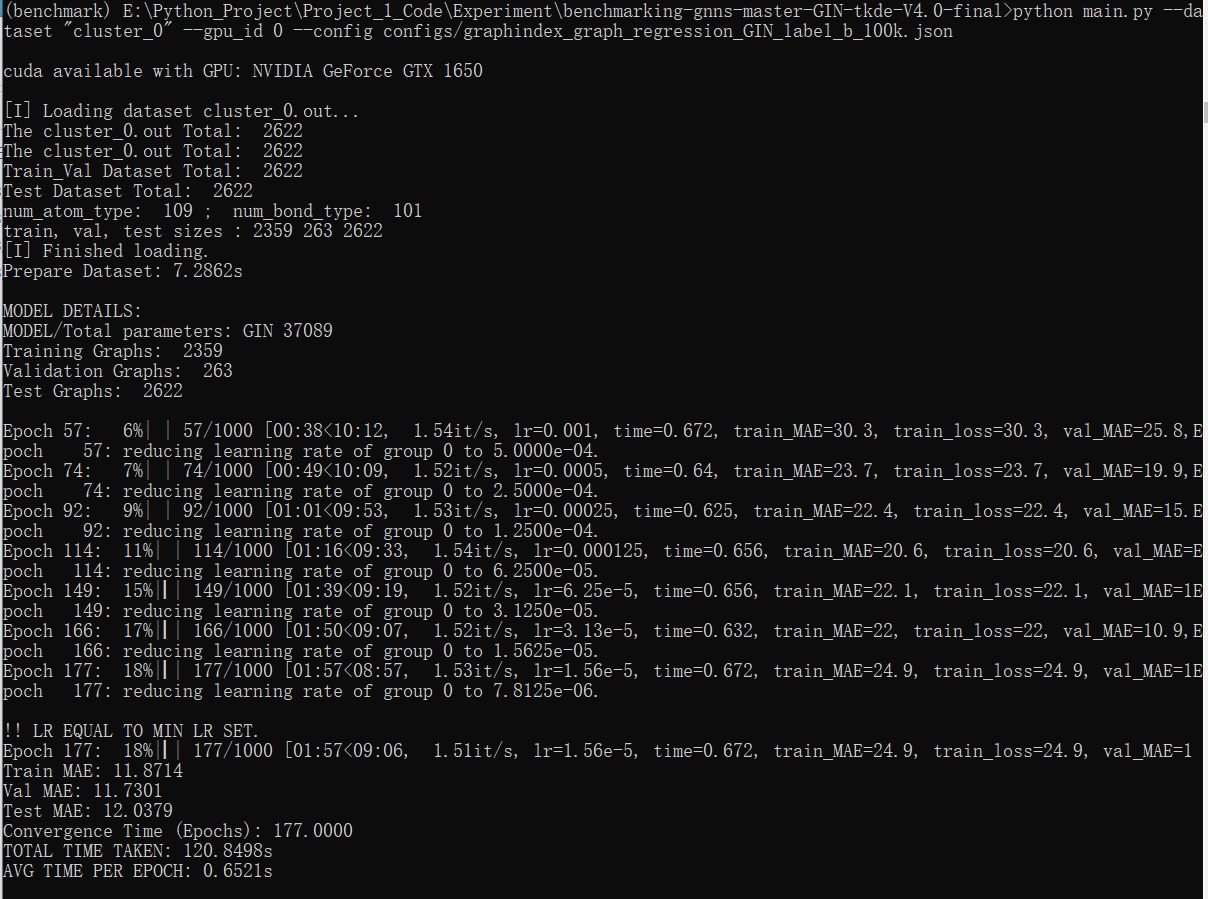 (benchmark) E:\Python_Project\Project_1_Code\Experiment\benchmarking-gnns-master-GIN-tkde-V4.0-final>python main.py --da
taset "cluster_0" --gpu_id 0 --config configs/graphindex_graph_regression_GIN_label_b_100k.json
cuda available with GPU: NVIDIA GeForce GTX 1650
[I] Loading dataset cluster_0.out...
The cluster_0.out Total:  2622
The cluster_0.out Total:  2622
Train_Val Dataset Total:  2622
Test Dataset Total:  2622
num_atom_type:  109 ;  num_bond_type:  101
train, val, test sizes : 2359 263 2622
[I] Finished loading.
Prepare Dataset: 7.2862s
MODEL DETAILS:
MODEL/Total parameters: GIN 37089
Training Graphs:  2359
Validation Graphs:  263
Test Graphs:  2622
Epoch 57:   6%| | 57/1000 [00:38<10:12,  1.54it/s, lr=0.001, time=0.672, train_MAE=30.3, train_loss=30.3, val_MAE=25.8,E
poch    57: reducing learning rate of group 0 to 5.0000e-04.
Epoch 74:   7%| | 74/1000 [00:49<10:09,  1.52it/s, lr=0.0005, time=0.64, train_MAE=23.7, train_loss=23.7, val_MAE=19.9,E
poch    74: reducing learning rate of group 0 to 2.5000e-04.
Epoch 92:   9%| | 92/1000 [01:01<09:53,  1.53it/s, lr=0.00025, time=0.625, train_MAE=22.4, train_loss=22.4, val_MAE=15.E
poch    92: reducing learning rate of group 0 to 1.2500e-04.
Epoch 114:  11%| | 114/1000 [01:16<09:33,  1.54it/s, lr=0.000125, time=0.656, train_MAE=20.6, train_loss=20.6, val_MAE=E
poch   114: reducing learning rate of group 0 to 6.2500e-05.
Epoch 149:  15%|▏| 149/1000 [01:39<09:19,  1.52it/s, lr=6.25e-5, time=0.656, train_MAE=22.1, train_loss=22.1, val_MAE=1E
poch   149: reducing learning rate of group 0 to 3.1250e-05.
Epoch 166:  17%|▏| 166/1000 [01:50<09:07,  1.52it/s, lr=3.13e-5, time=0.632, train_MAE=22, train_loss=22, val_MAE=10.9,E
poch   166: reducing learning rate of group 0 to 1.5625e-05.
Epoch 177:  18%|▏| 177/1000 [01:57<08:57,  1.53it/s, lr=1.56e-5, time=0.672, train_MAE=24.9, train_loss=24.9, val_MAE=1E
poch   177: reducing learning rate of group 0 to 7.8125e-06.
!! LR EQUAL TO MIN LR SET.
Epoch 177:  18%|▏| 177/1000 [01:57<09:06,  1.51it/s, lr=1.56e-5, time=0.672, train_MAE=24.9, train_loss=24.9, val_MAE=1
Train MAE: 11.8714
Val MAE: 11.7301
Test MAE: 12.0379
Convergence Time (Epochs): 177.0000
TOTAL TIME TAKEN: 120.8498s
AVG TIME PER EPOCH: 0.6521s